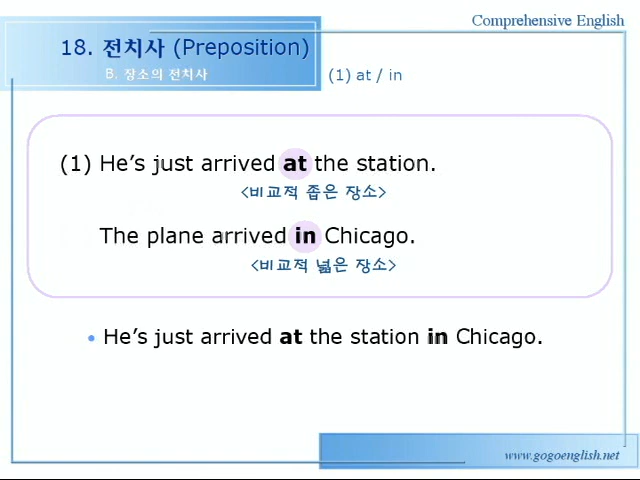 Comprehensive English
18. 전치사 (Preposition)
B. 장소의 전치사
(1) at / in
(1) He’s just arrived at the station.
<비교적 좁은 장소>
The plane arrived in Chicago.
<비교적 넓은 장소>
• He’s just arrived at the station in Chicago.
www.gogoenglish.net